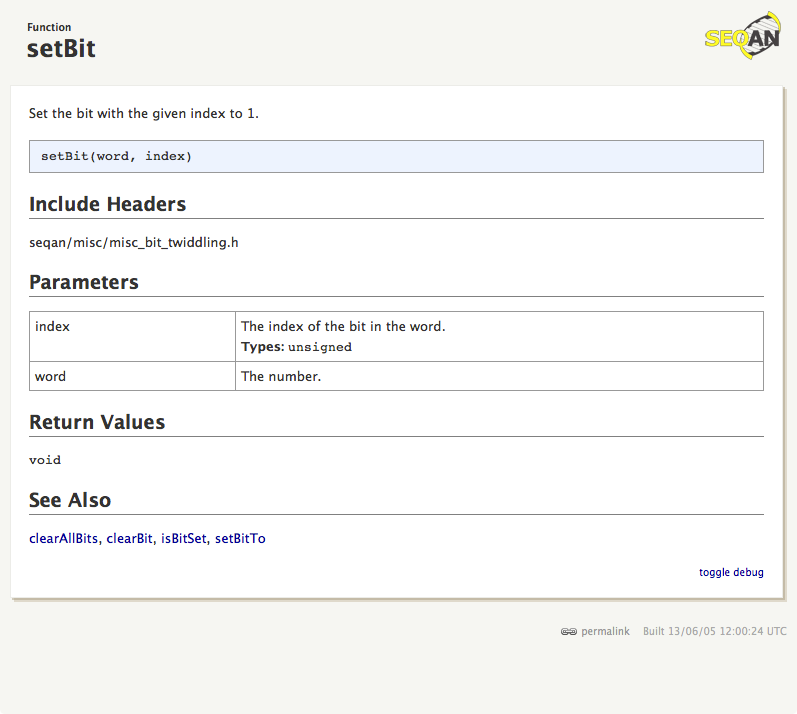 Function
setBit
SEQAN
Set the bit with the given index to 1.
setBit(word, index)
Include Headers
seqan/misc/misc_bit_twiddling.h
Parameters
index The index of the bit in the word.
Types: unsigned
word The number.
Return Values
void
See Also
clearAllBits, clearBit, isBitSet, setBitTo
toggle debug
permalink Built 13/06/05 12:00:24 UTC